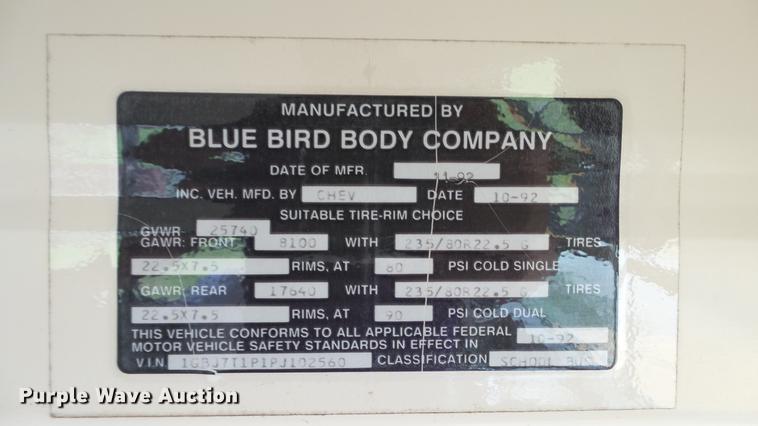 MANUFACTURED BY
BLUE BIRD BODY COMPANY
DATE OF MFR. 11-92
INC. VEH. MFD. BY CHEV DATE 10-92
SUITABLE TIRE-RIM CHOICE
GVWR 25740
GAWR: FRONT 8100 WITH 235/80R22.5 G TIRES
22.5X7.5 RIMS, AT 80 PSI COLD SINGLE
GAWR: REAR 17640 WITH 235/80R22.5 G TIRES
22.5X7.5 RIMS, AT 90 PSI COLD DUAL
THIS VEHICLE CONFORMS TO ALL APPLICABLE FEDERAL 10-92
MOTOR VEHICLE SAFETY STANDARDS IN EFFECT IN
V.I.N. 1GBJ7T1P1PJ102560 CLASSIFICATION SCHOOL BUS
Purple Wave Auction